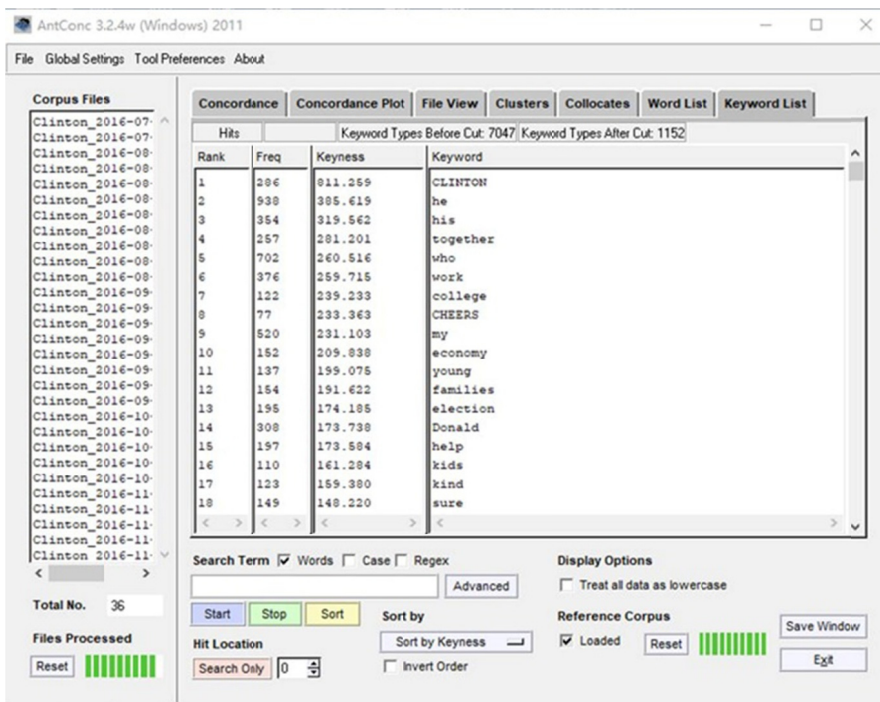 AntConc 3.2.4w (Windows) 2011
File Global Settings Tool Preferences About
Corpus Files
Clinton_2016-07-
Clinton_2016-07-
Clinton_2016-08-
Clinton_2016-08-
Clinton_2016-08-
Clinton_2016-08-
Clinton_2016-08-
Clinton_2016-08-
Clinton_2016-08-
Clinton_2016-08-
Clinton_2016-08-
Clinton_2016-08-
Clinton_2016-09-
Clinton_2016-09-
Clinton_2016-09-
Clinton_2016-09-
Clinton_2016-09-
Clinton_2016-09-
Clinton_2016-09-
Clinton_2016-10-
Clinton_2016-10-
Clinton_2016-10-
Clinton_2016-10-
Clinton_2016-10-
Clinton_2016-11-
Clinton_2016-11-
Clinton_2016-11-
Clinton_2016-11-
Clinton_2016-11-
Total No. 36
Files Processed
Reset
Concordance Concordance Plot File View Clusters Collocates Word List Keyword List
Hits Keyword Types Before Cut: 7047 Keyword Types After Cut: 1152
Rank Freq Keyness Keyword
1 286 811.259 CLINTON
2 938 385.619 he
3 354 319.562 his
4 257 281.201 together
5 702 260.516 who
6 376 259.715 work
7 122 239.233 college
8 77 233.363 CHEERS
9 520 231.103 my
10 152 209.838 economy
11 137 199.075 young
12 154 191.622 families
13 195 174.185 election
14 308 173.738 Donald
15 197 173.584 help
16 110 161.284 kids
17 123 159.380 kind
18 149 148.220 sure
Search Term Words Case Regex
Advanced
Start Stop Sort
Sort by
Sort by Keyness
Invert Order
Hit Location
Search Only 0
Display Options
Treat all data as lowercase
Reference Corpus
Loaded Reset
Save Window
Exit